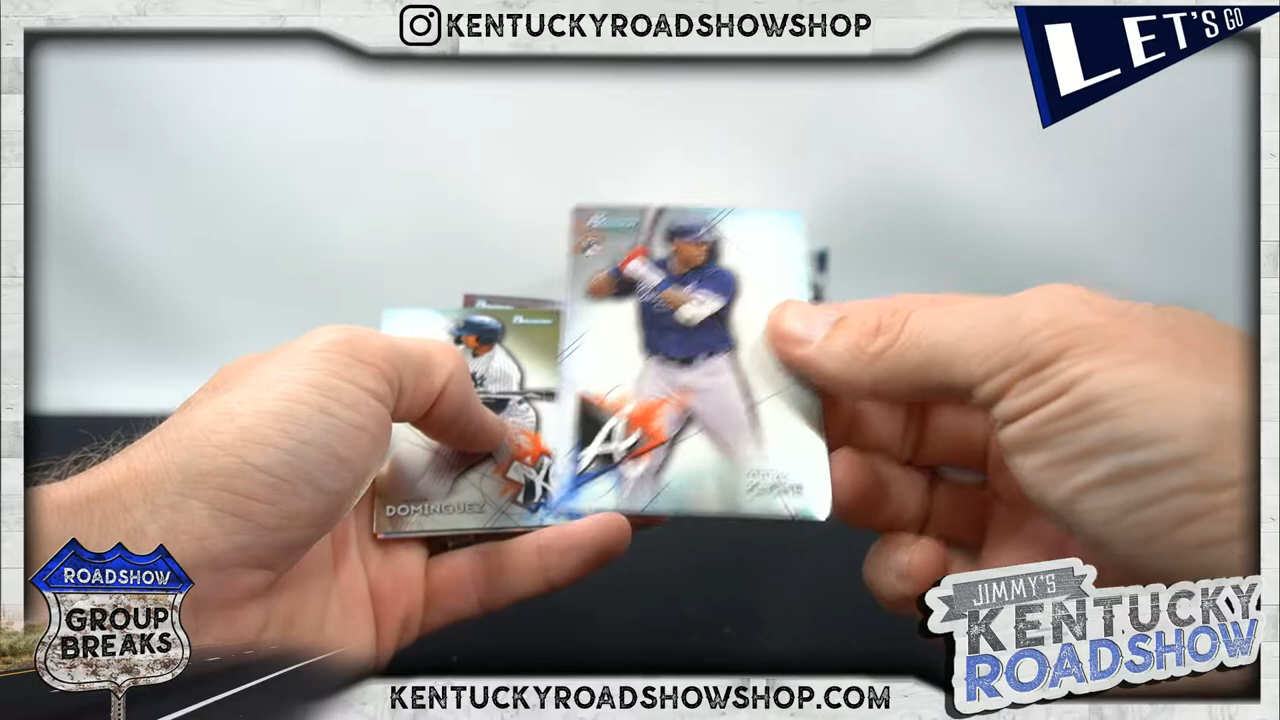 KENTUCKYROADSHOWSHOP
LET'S GO
DOMINGUEZ
ROADSHOW
GROUP
BREAKS
JIMMY'S
KENTUCKY
ROADSHOW
KENTUCKYROADSHOWSHOP.COM